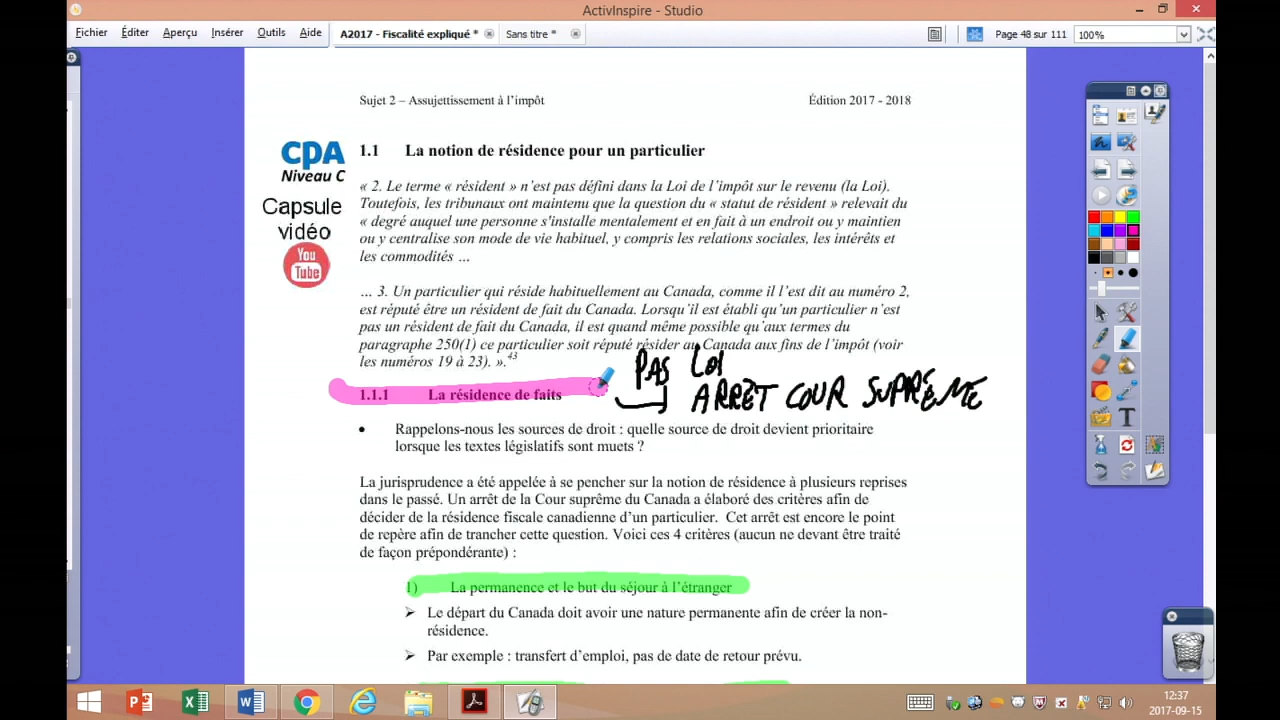 ActivInspire - Studio
Fichier Éditer Aperçu Insérer Outils Aide
A2017 - Fiscalité expliqué *
Sans titre *
Page 48 sur 111
100%
Sujet 2 – Assujettissement à l'impôt
Édition 2017 - 2018
CPA
Niveau C
Capsule
vidéo
You
Tube
1.1 La notion de résidence pour un particulier
« 2. Le terme « résident » n'est pas défini dans la Loi de l'impôt sur le revenu (la Loi).
Toutefois, les tribunaux ont maintenu que la question du « statut de résident » relevait du
« degré auquel une personne s'installe mentalement et en fait à un endroit ou y maintien
ou y centralise son mode de vie habituel, y compris les relations sociales, les intérêts et
les commodités ...
... 3. Un particulier qui réside habituellement au Canada, comme il l'est dit au numéro 2,
est réputé être un résident de fait du Canada. Lorsqu'il est établi qu'un particulier n'est
pas un résident de fait du Canada, il est quand même possible qu'aux termes du
paragraphe 250(1) ce particulier soit réputé résider au Canada aux fins de l'impôt (voir
les numéros 19 à 23). ».43
PAS LOI
ARRÊT COUR SUPRÊME
1.1.1 La résidence de faits
• Rappelons-nous les sources de droit : quelle source de droit devient prioritaire
lorsque les textes législatifs sont muets ?
La jurisprudence a été appelée à se pencher sur la notion de résidence à plusieurs reprises
dans le passé. Un arrêt de la Cour suprême du Canada a élaboré des critères afin de
décider de la résidence fiscale canadienne d'un particulier. Cet arrêt est encore le point
de repère afin de trancher cette question. Voici ces 4 critères (aucun ne devant être traité
de façon prépondérante) :
1) La permanence et le but du séjour à l'étranger
➢ Le départ du Canada doit avoir une nature permanente afin de créer la non-
résidence.
➢ Par exemple : transfert d'emploi, pas de date de retour prévu.
12:37
2017-09-15